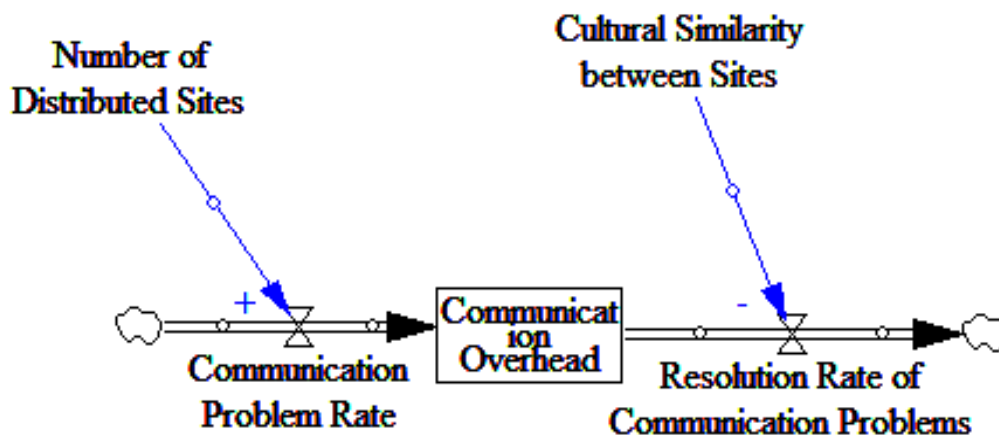 Number of
Distributed Sites
Cultural Similarity
between Sites
+
-
Communicat
ion
Overhead
Communication
Problem Rate
Resolution Rate of
Communication Problems